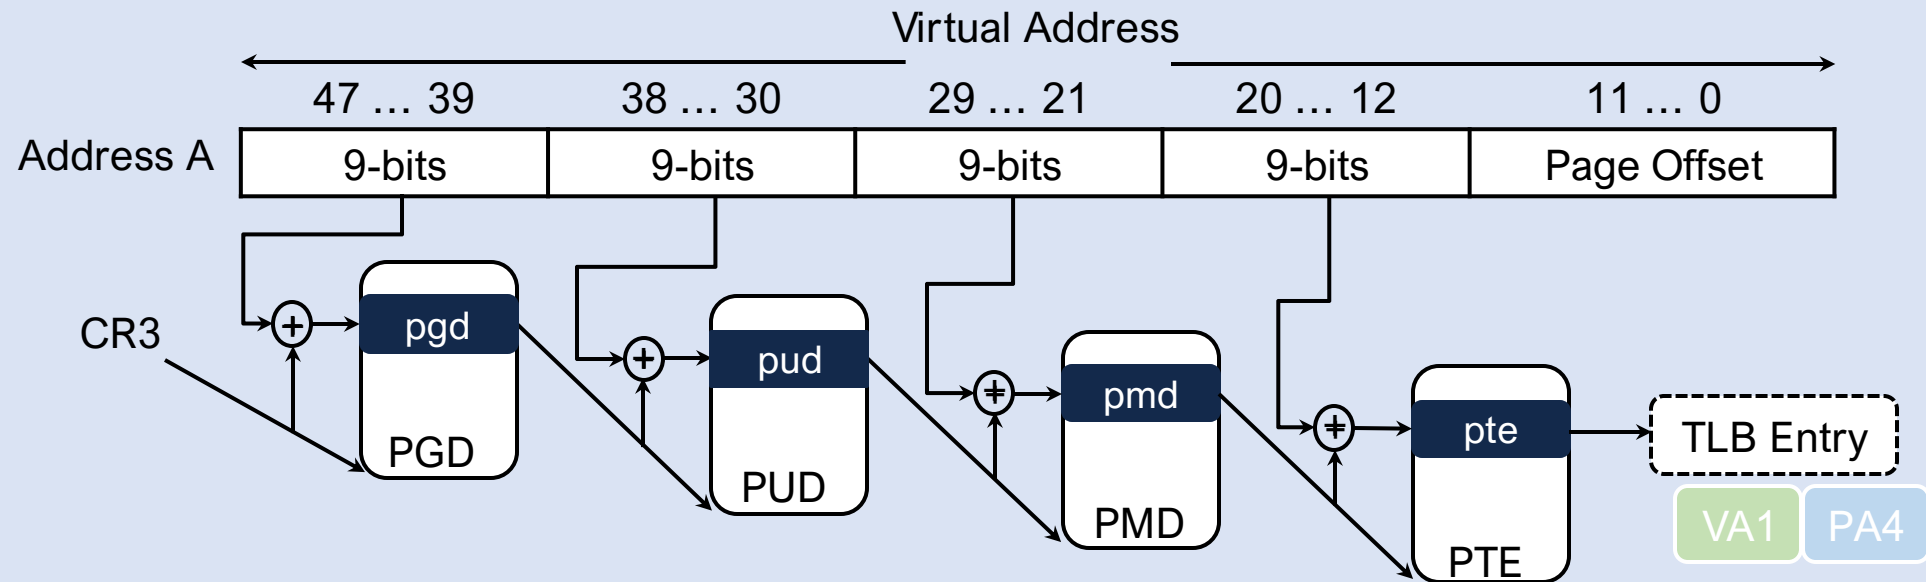 Virtual Address
47 ... 39
38 ... 30
29 ... 21
20 ... 12
11 ... 0
Address A
9-bits
9-bits
9-bits
9-bits
Page Offset
CR3
+
pgd
PGD
+
pud
PUD
+
pmd
PMD
+
pte
PTE
TLB Entry
VA1
PA4